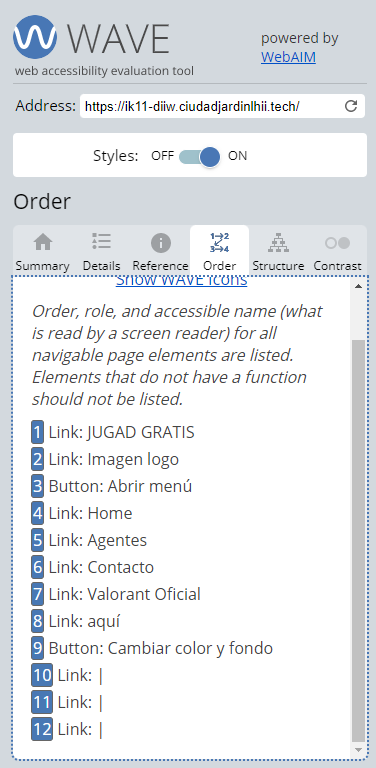 WAVE
web accessibility evaluation tool
powered by
WebAIM
Address: https://ik11-diiw.ciudadjardinlhii.tech/
Styles: OFF ON
Order
Summary Details Reference Order Structure Contrast
Show WAVE Icons
Order, role, and accessible name (what
is read by a screen reader) for all
navigable page elements are listed.
Elements that do not have a function
should not be listed.
1 Link: JUGAD GRATIS
2 Link: Imagen logo
3 Button: Abrir menú
4 Link: Home
5 Link: Agentes
6 Link: Contacto
7 Link: Valorant Oficial
8 Link: aquí
9 Button: Cambiar color y fondo
10 Link: |
11 Link: |
12 Link: |